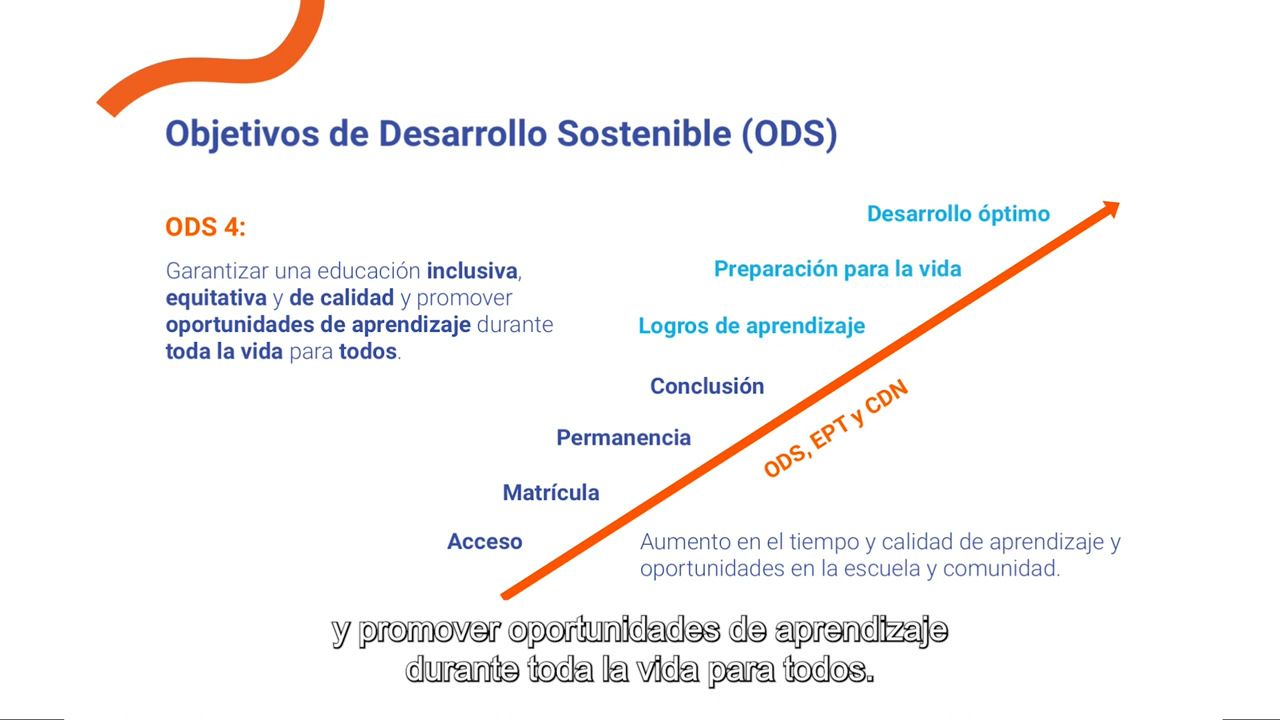 Objetivos de Desarrollo Sostenible (ODS)
ODS 4:
Garantizar una educación inclusiva,
equitativa y de calidad y promover
oportunidades de aprendizaje durante
toda la vida para todos.
Desarrollo óptimo
Preparación para la vida
Logros de aprendizaje
Conclusión
Permanencia
Matrícula
Acceso
ODS, EPT y CDN
Aumento en el tiempo y calidad de aprendizaje y
oportunidades en la escuela y comunidad.
y promover oportunidades de aprendizaje
durante toda la vida para todos.